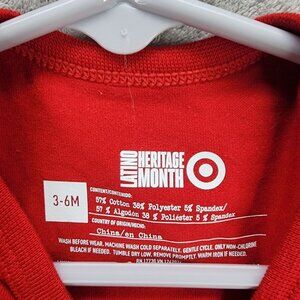 LATINO
HERITAGE
MONTH
3-6M
CONTENT/CONTENIDO:
57% Cotton 38% Polyester 5% Spandex/
57 % Algodón 38 % Poliéster 5 % Spandex
COUNTRY OF ORIGIN/
China/en China
WASH BEFORE WEAR. MACHINE WASH COLD SEPARATELY. GENTLE CYCLE. ONLY NON-CHLORINE
BLEACH IF NEEDED. TUMBLE DRY LOW. REMOVE PROMPTLY. WARM IRON IF NEEDED.